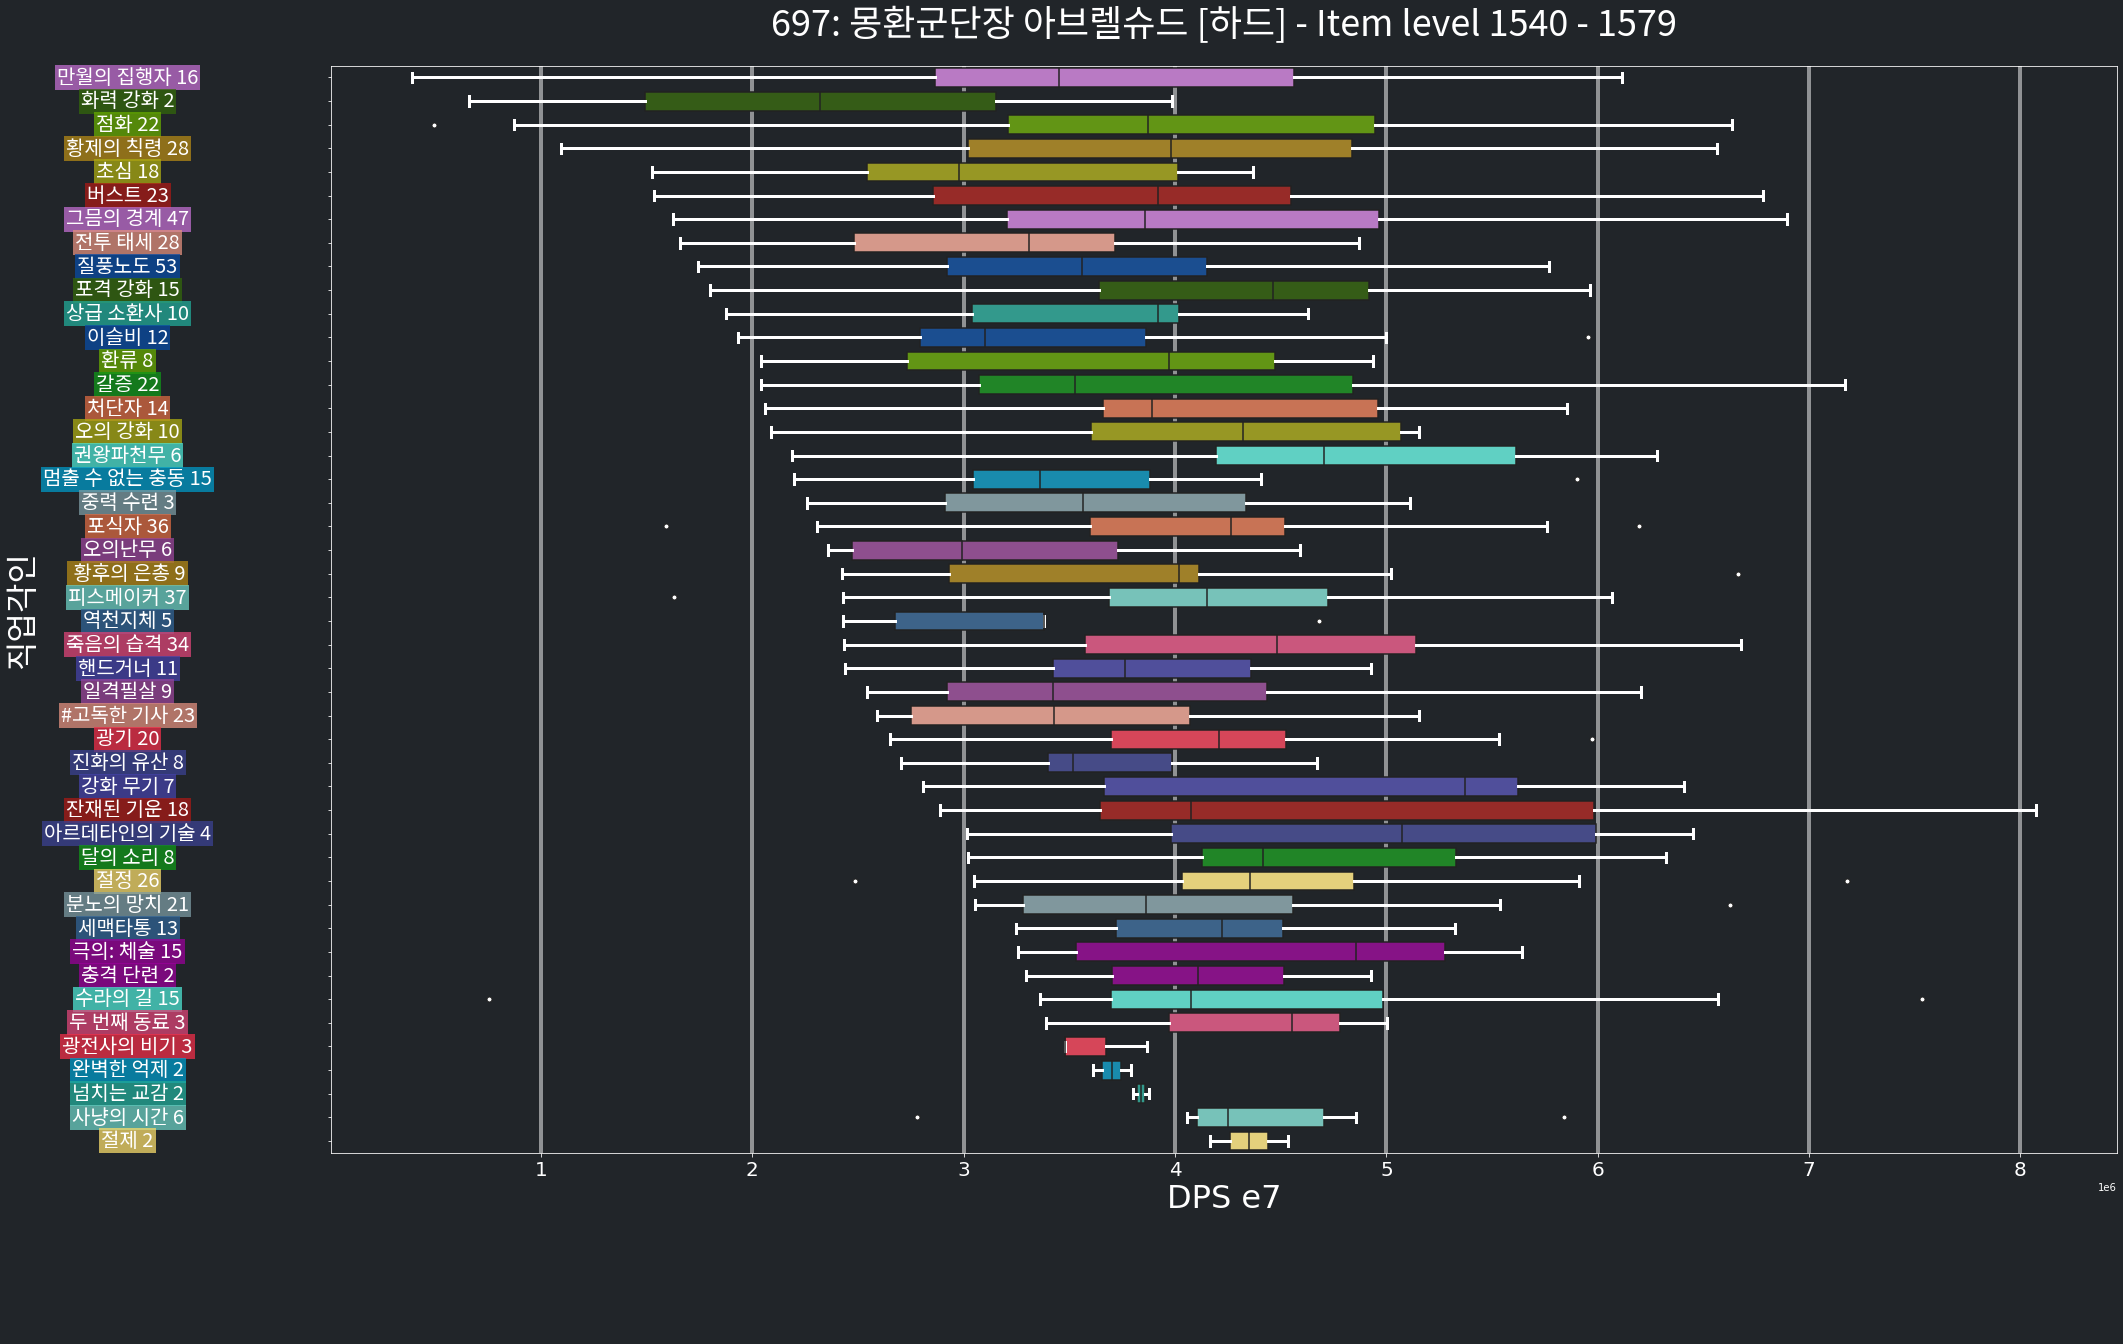 697: 몽환군단장 아브렐슈드 [하드] - Item level 1540 - 1579
만월의 집행자 16
화력 강화 2
점화 22
황제의 칙령 28
초심 18
버스트 23
그믐의 경계 47
전투 태세 28
질풍노도 53
포격 강화 15
상급 소환사 10
이슬비 12
환류 8
갈증 22
처단자 14
오의 강화 10
권왕파천무 6
멈출 수 없는 충동 15
중력 수련 3
포식자 36
오의난무 6
황후의 은총 9
피스메이커 37
역천지체 5
죽음의 습격 34
핸드거너 11
일격필살 9
#고독한 기사 23
광기 20
진화의 유산 8
강화 무기 7
잔재된 기운 18
아르데타인의 기술 4
달의 소리 8
절정 26
분노의 망치 21
세맥타통 13
극의: 체술 15
충격 단련 2
수라의 길 15
두 번째 동료 3
광전사의 비기 3
완벽한 억제 2
넘치는 교감 2
사냥의 시간 6
절제 2
직업각인
1 2 3 4 5 6 7 8
DPS e7
1e6